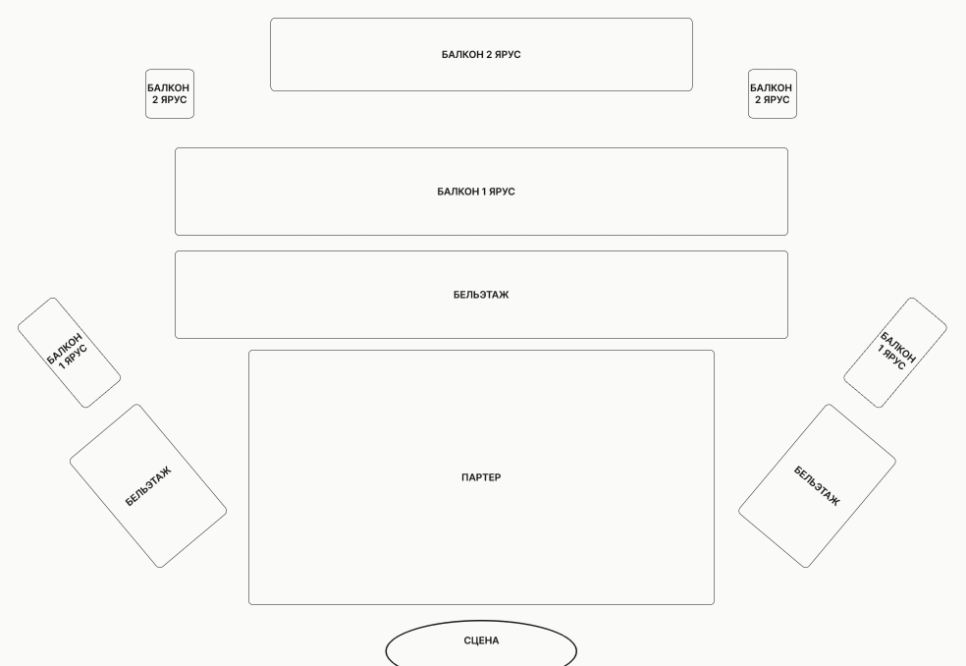 БАЛКОН 2 ЯРУС
БАЛКОН
2 ЯРУС
БАЛКОН
2 ЯРУС
БАЛКОН 1 ЯРУС
БЕЛЬЭТАЖ
БАЛКОН
1 ЯРУС
БАЛКОН
1 ЯРУС
БЕЛЬЭТАЖ
ПАРТЕР
БЕЛЬЭТАЖ
СЦЕНА